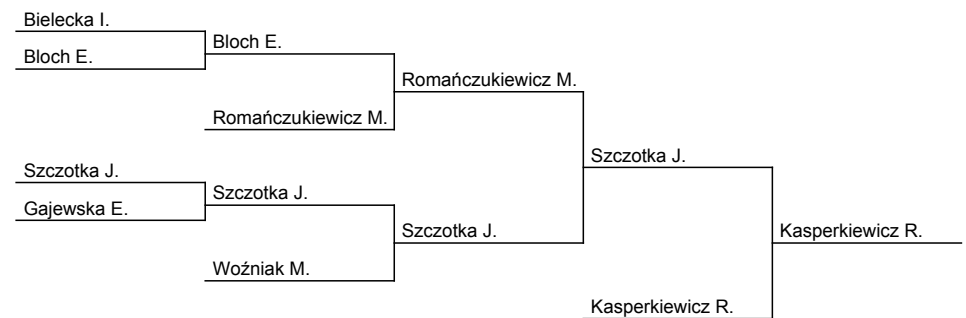 Bielecka I.
Bloch E.
Bloch E.
Romańczukiewicz M.
Romańczukiewicz M.
Szczotka J.
Szczotka J.
Gajewska E.
Szczotka J.
Szczotka J.
Kasperkiewicz R.
Woźniak M.
Kasperkiewicz R.